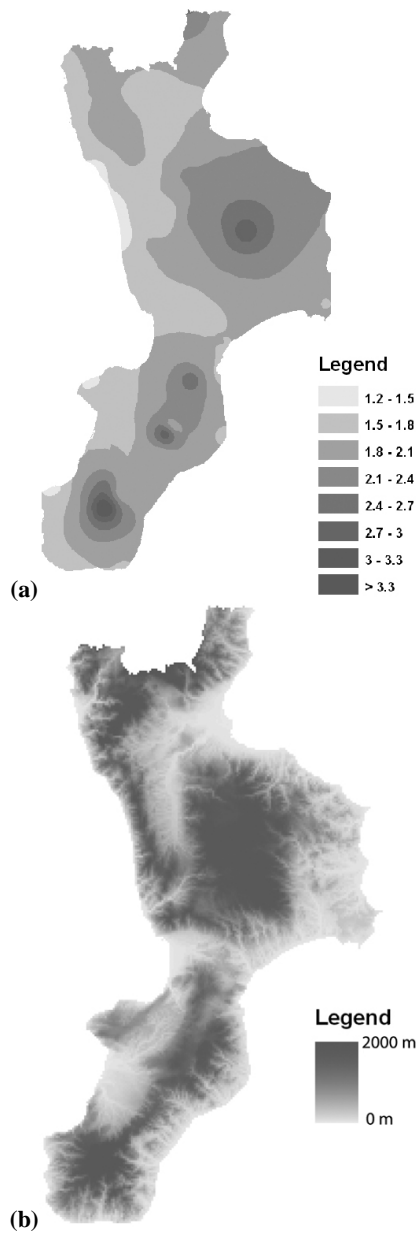 Legend
1.2 - 1.5
1.5 - 1.8
1.8 - 2.1
2.1 - 2.4
2.4 - 2.7
2.7 - 3
3 - 3.3
> 3.3
(a)
Legend
2000 m
0 m
(b)